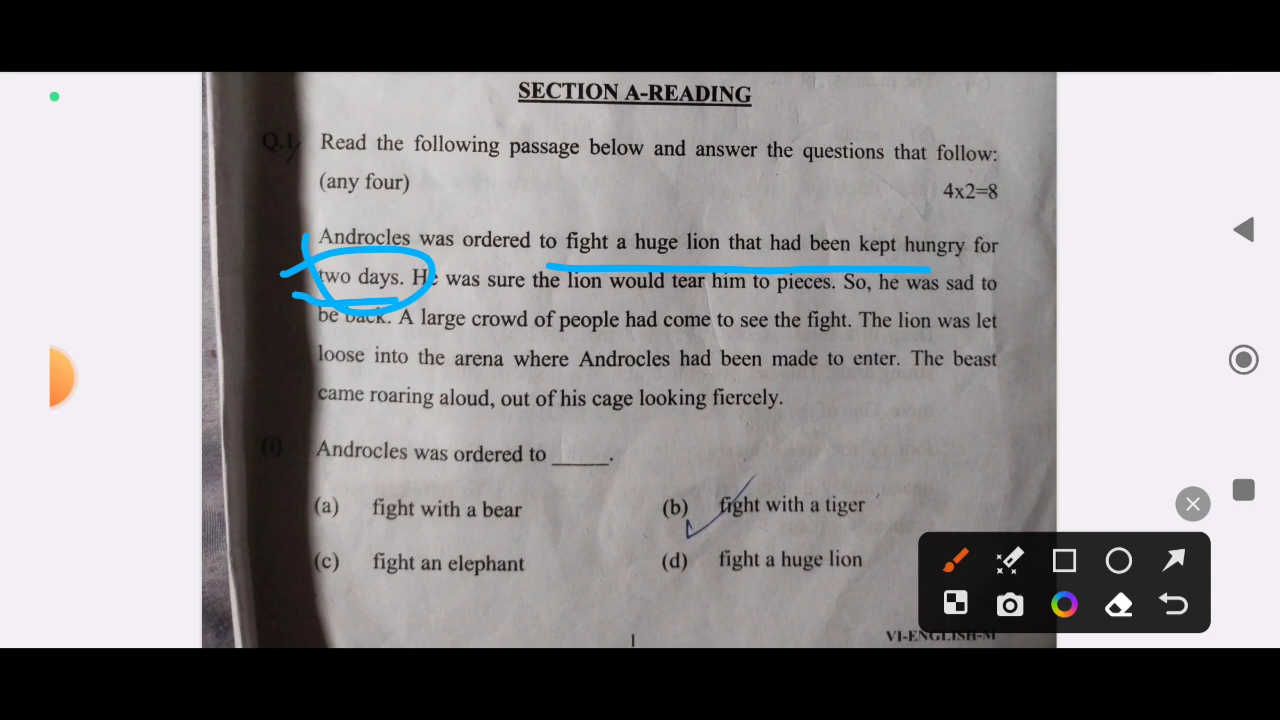 SECTION A-READING
Q.1/ Read the following passage below and answer the questions that follow:
(any four) 4x2=8
Androcles was ordered to fight a huge lion that had been kept hungry for
two days. He was sure the lion would tear him to pieces. So, he was sad to
be back. A large crowd of people had come to see the fight. The lion was let
loose into the arena where Androcles had been made to enter. The beast
came roaring aloud, out of his cage looking fiercely.
(i) Androcles was ordered to _____.
(a) fight with a bear (b) fight with a tiger
(c) fight an elephant (d) fight a huge lion
1 VI-ENGLISH-M